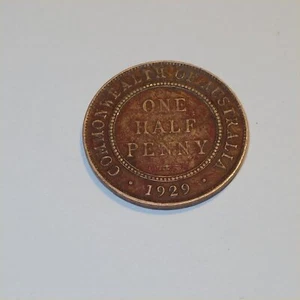 COMMONWEALTH OF AUSTRALIA
ONE
HALF
PENNY
· 1929 ·